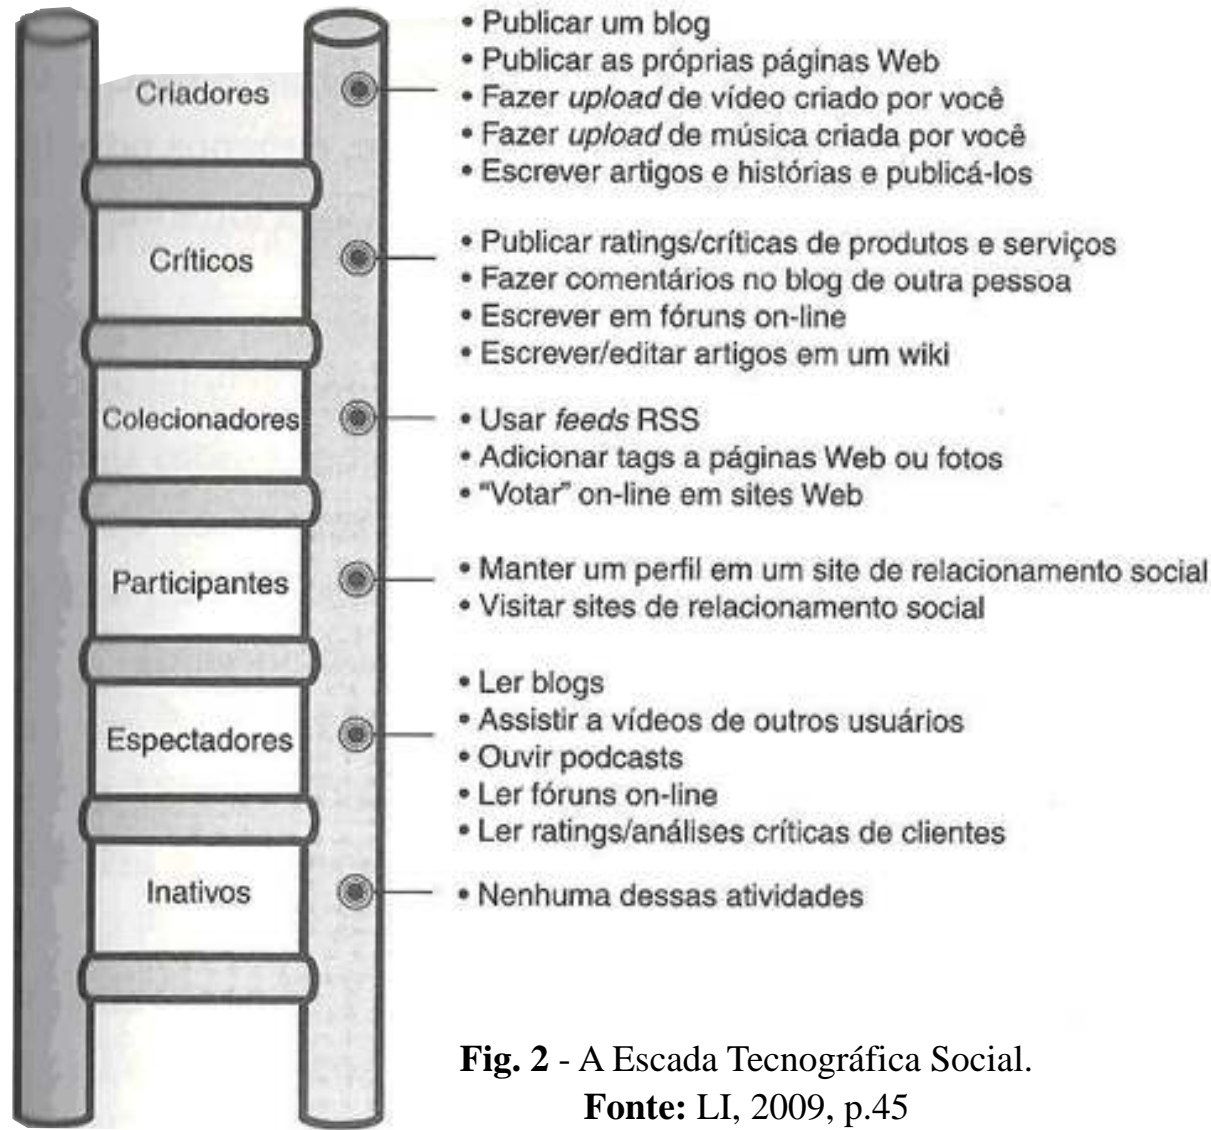 Criadores
• Publicar um blog
• Publicar as próprias páginas Web
• Fazer upload de vídeo criado por você
• Fazer upload de música criada por você
• Escrever artigos e histórias e publicá-los
Críticos
• Publicar ratings/críticas de produtos e serviços
• Fazer comentários no blog de outra pessoa
• Escrever em fóruns on-line
• Escrever/editar artigos em um wiki
Colecionadores
• Usar feeds RSS
• Adicionar tags a páginas Web ou fotos
• “Votar” on-line em sites Web
Participantes
• Manter um perfil em um site de relacionamento social
• Visitar sites de relacionamento social
Espectadores
• Ler blogs
• Assistir a vídeos de outros usuários
• Ouvir podcasts
• Ler fóruns on-line
• Ler ratings/análises críticas de clientes
Inativos
• Nenhuma dessas atividades
Fig. 2 - A Escada Tecnográfica Social.
Fonte: LI, 2009, p.45